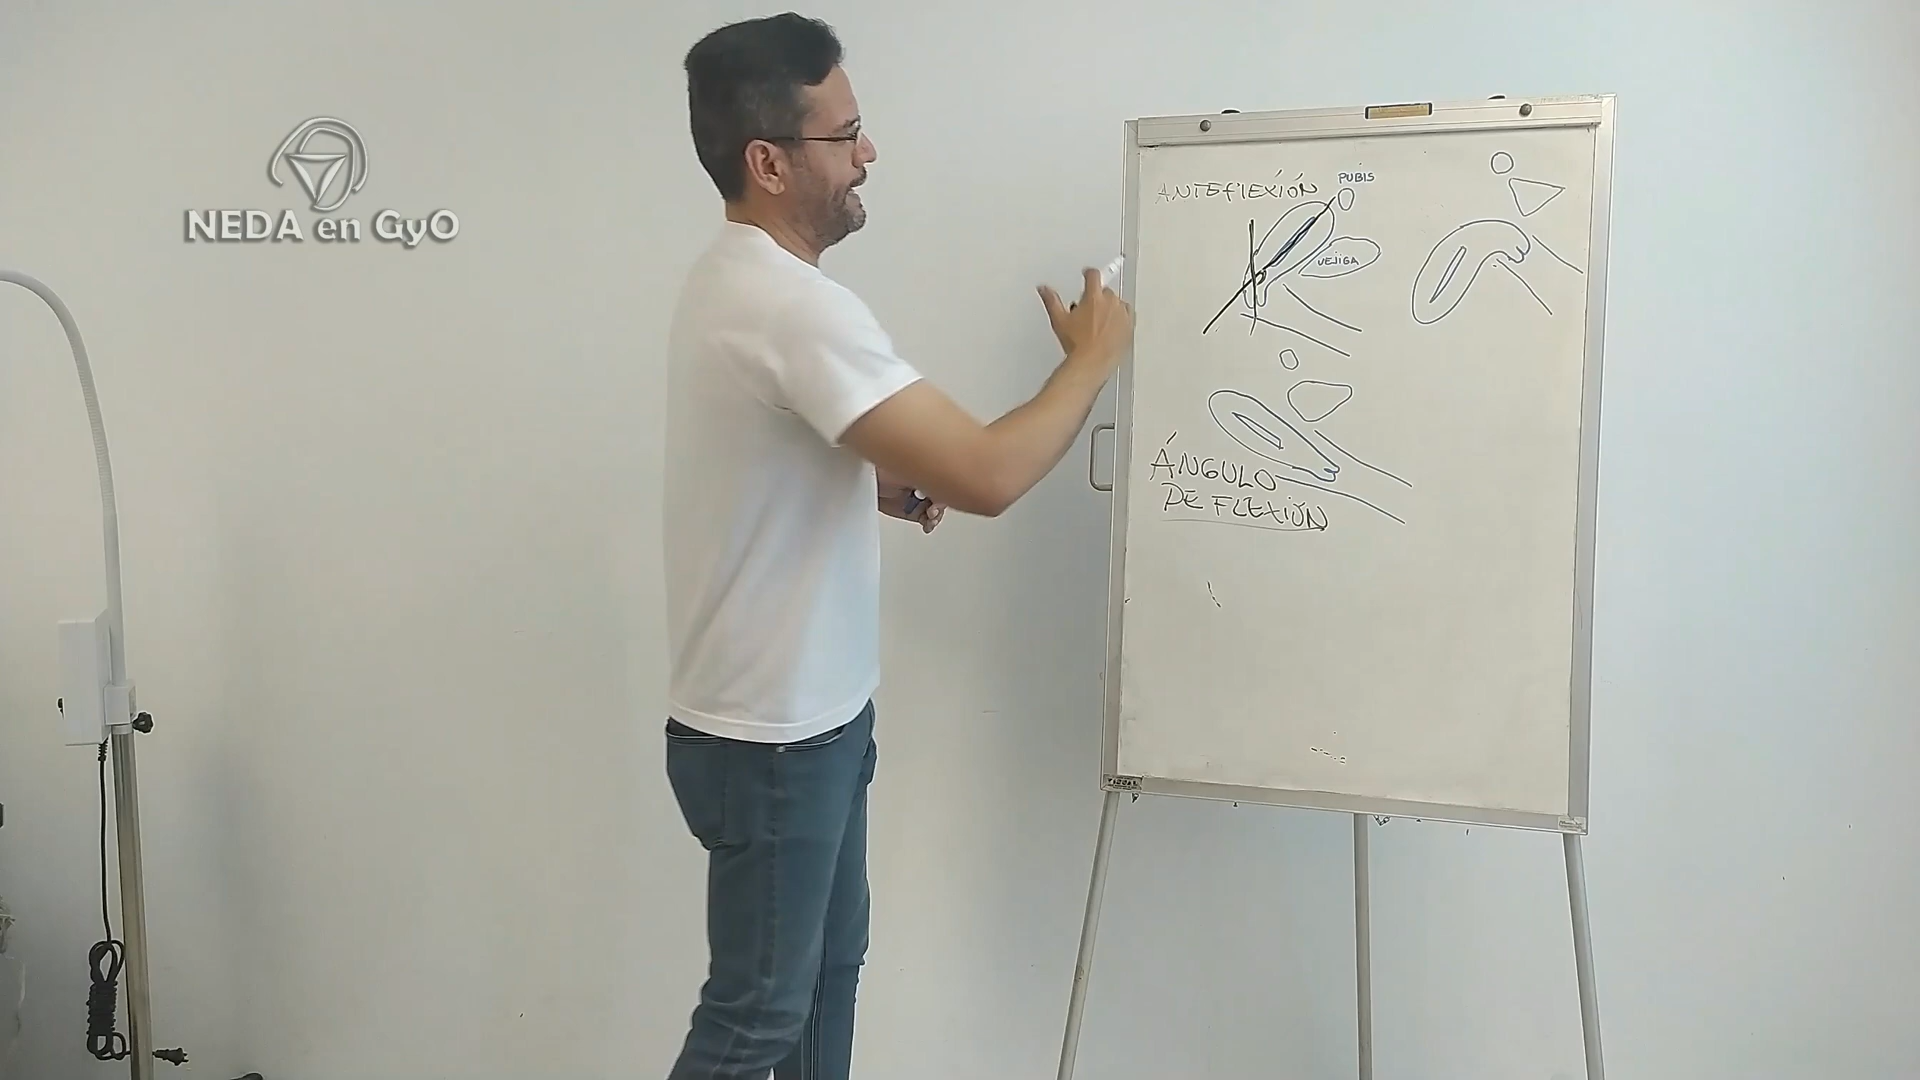 NEDA en GyO
ANTEFLEXIÓN
PUBIS
VEJIGA
ÁNGULO
DE FLEXIÓN